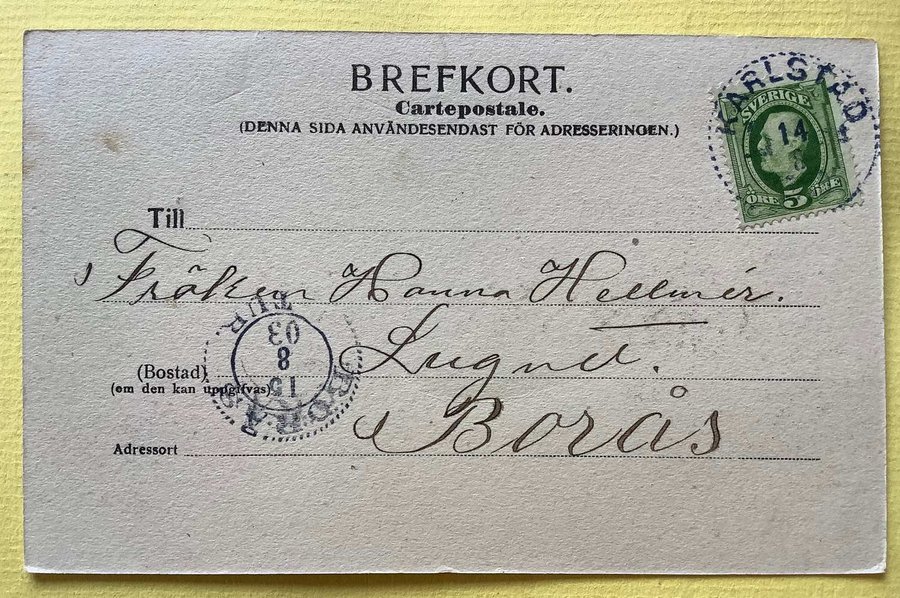 BREFKORT.
Cartepostale.
(DENNA SIDA ANVÄNDESENDAST FÖR ADRESSERINGEN.)
KARLSTAD
14
8
SVERIGE
ÖRE 5 ÖRE
Till
Fröken Hanna Hellmér.
Lugnet.
(Bostad)
(om den kan uppgifvas)
Borås
Adressort
BORÅS
15
8
03